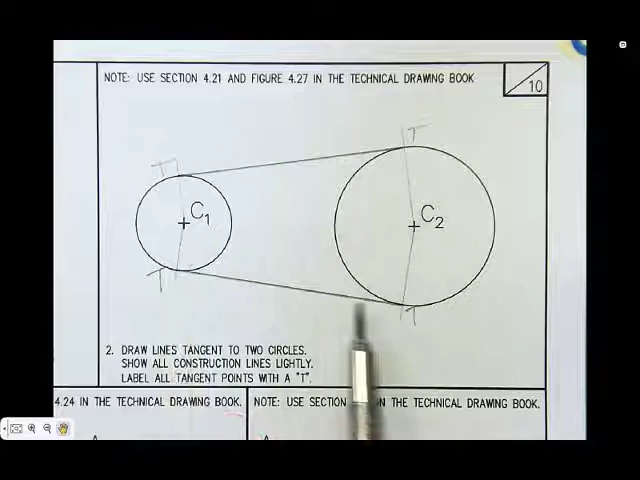 NOTE: USE SECTION 4.21 AND FIGURE 4.27 IN THE TECHNICAL DRAWING BOOK
10
T
T
C1
C2
T
T
2. DRAW LINES TANGENT TO TWO CIRCLES.
SHOW ALL CONSTRUCTION LINES LIGHTLY.
LABEL ALL TANGENT POINTS WITH A "T".
4.24 IN THE TECHNICAL DRAWING BOOK.
NOTE: USE SECTION IN THE TECHNICAL DRAWING BOOK.